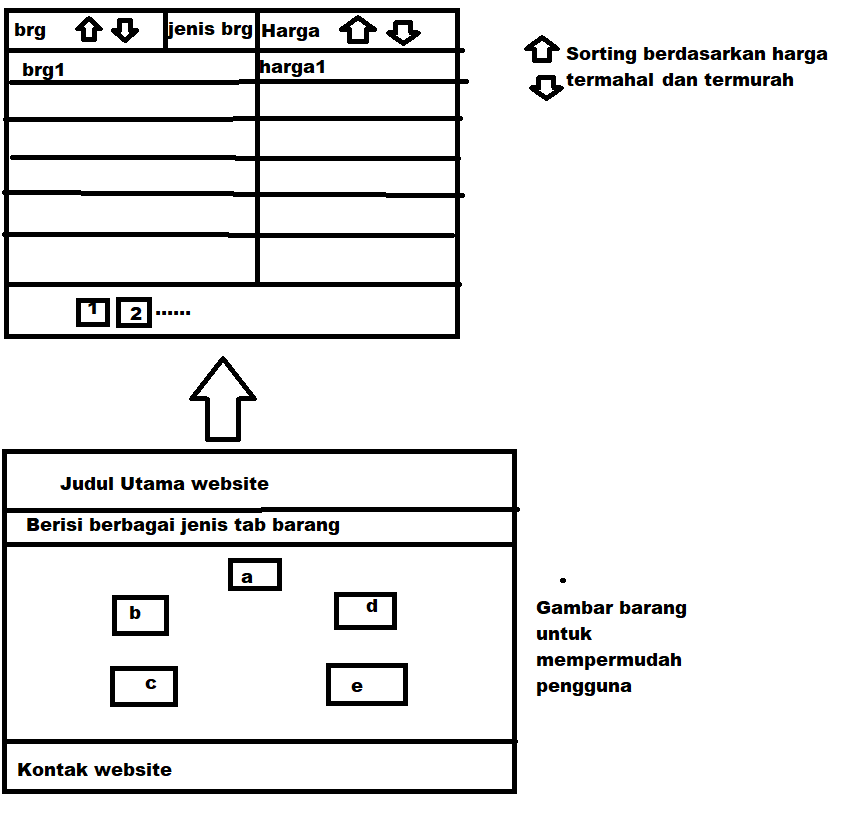 brg jenis brg Harga
Sorting berdasarkan harga
termahal dan termurah
brg1 harga1
1 2 ......
Judul Utama website
Berisi berbagai jenis tab barang
a
b d
c e
Gambar barang
untuk
mempermudah
pengguna
Kontak website